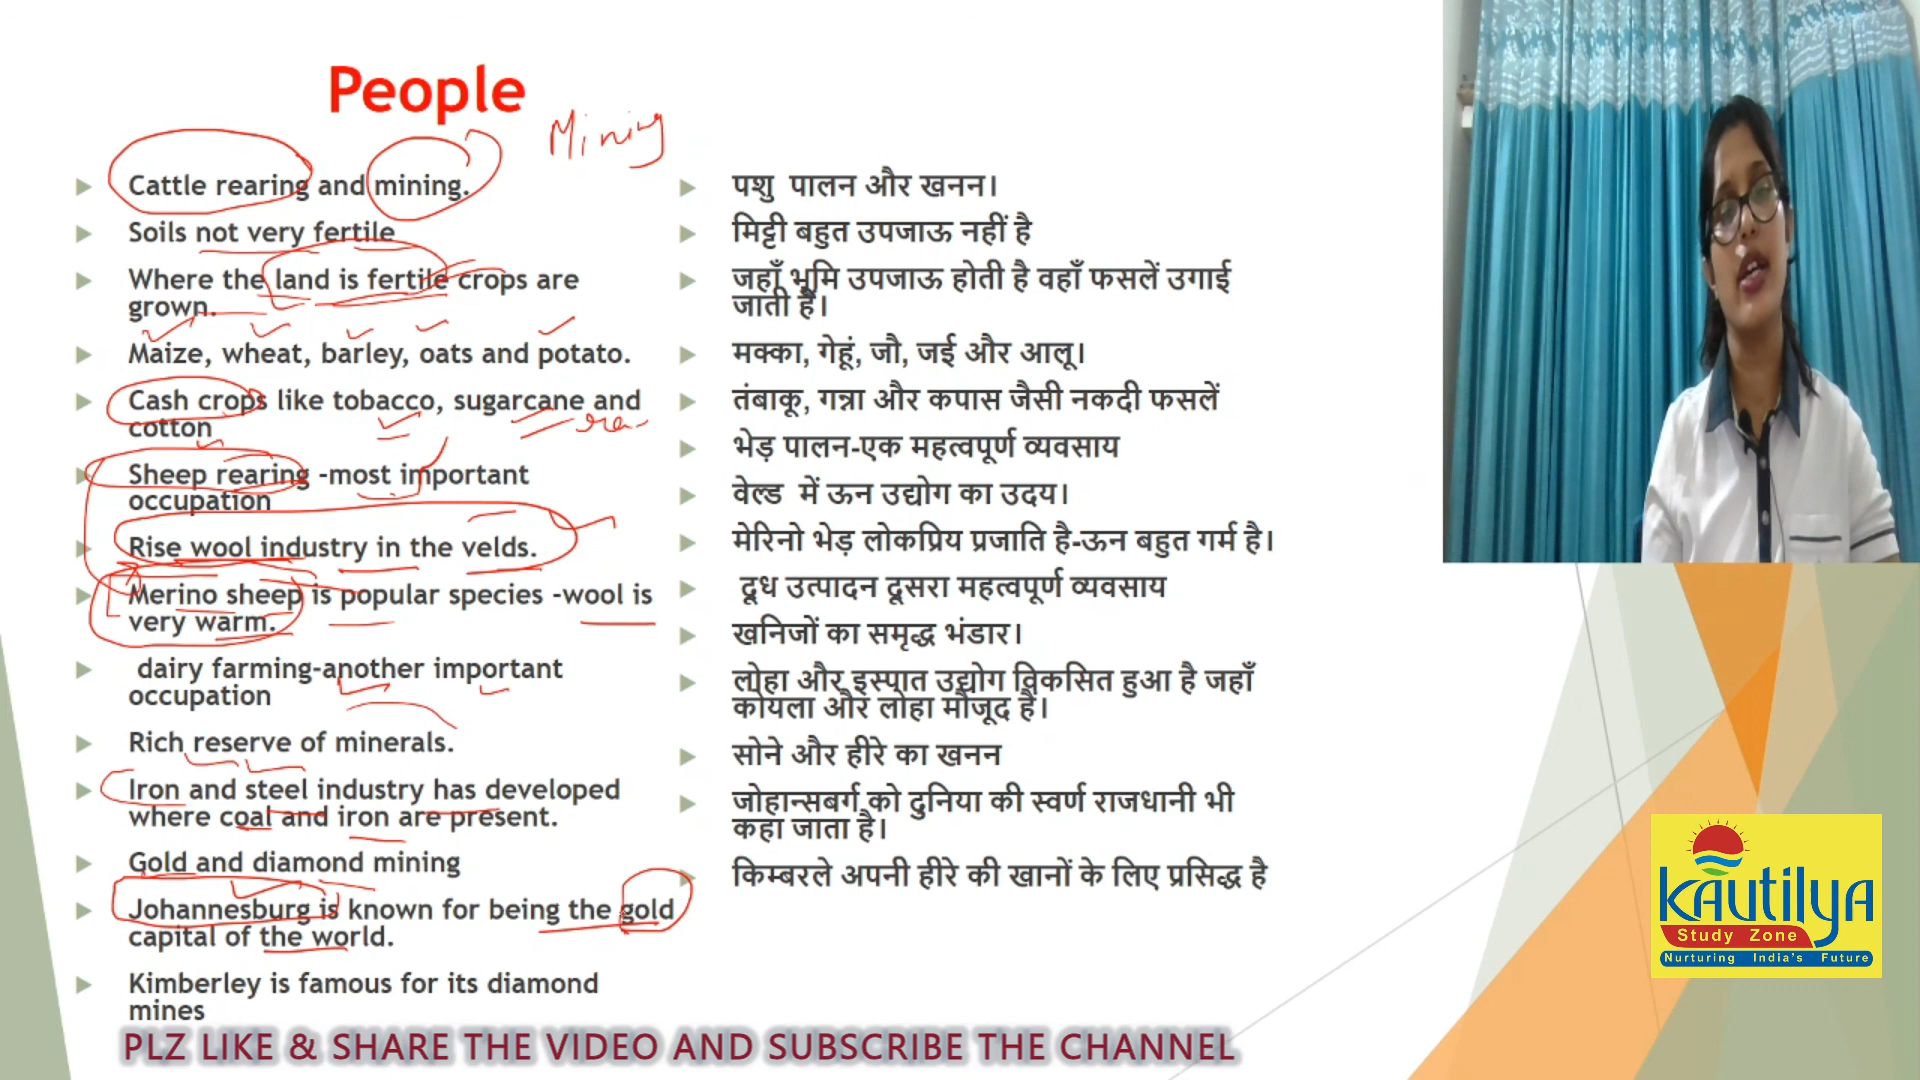 People
Mining
Cattle rearing and mining.
Soils not very fertile
Where the land is fertile crops are
grown.
Maize, wheat, barley, oats and potato.
Cash crops like tobacco, sugarcane and
cotton
Sheep rearing -most important
occupation
Rise wool industry in the velds.
Merino sheep is popular species -wool is
very warm.
dairy farming-another important
occupation
Rich reserve of minerals.
Iron and steel industry has developed
where coal and iron are present.
Gold and diamond mining
Johannesburg is known for being the gold
capital of the world.
Kimberley is famous for its diamond
mines
पशु पालन और खनन।
मिट्टी बहुत उपजाऊ नहीं है
जहाँ भूमि उपजाऊ होती है वहाँ फसलें उगाई
जाती हैं।
मक्का, गेहूं, जौ, जई और आलू।
तंबाकू, गन्ना और कपास जैसी नकदी फसलें
भेड़ पालन-एक महत्वपूर्ण व्यवसाय
वेल्ड में ऊन उद्योग का उदय।
मेरिनो भेड़ लोकप्रिय प्रजाति है-ऊन बहुत गर्म है।
दूध उत्पादन दूसरा महत्वपूर्ण व्यवसाय
खनिजों का समृद्ध भंडार।
लोहा और इस्पात उद्योग विकसित हुआ है जहाँ
कोयला और लोहा मौजूद है।
सोने और हीरे का खनन
जोहान्सबर्ग को दुनिया की स्वर्ण राजधानी भी
कहा जाता है।
किम्बरले अपनी हीरे की खानों के लिए प्रसिद्ध है
Kautilya
Study Zone
Nurturing India's Future
PLZ LIKE & SHARE THE VIDEO AND SUBSCRIBE THE CHANNEL